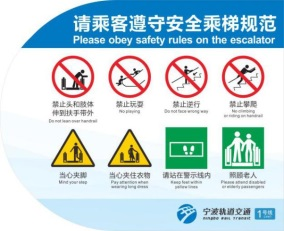 请乘客遵守安全乘梯规范
Please obey safety rules on the escalator
禁止头和肢体
伸到扶手带外
Do not lean over handrail
禁止玩耍
No playing
禁止逆行
Do not face wrong way
禁止攀爬
No climbing
or riding on handrail
当心夹脚
Mind your step
当心夹住衣物
Pay attention when
wearing long dress
请站在警示线内
Keep feet within
yellow lines
照顾老人
Please attend disabled
or elderly passengers
宁波轨道交通
NINGBO RAIL TRANSIT
1号线